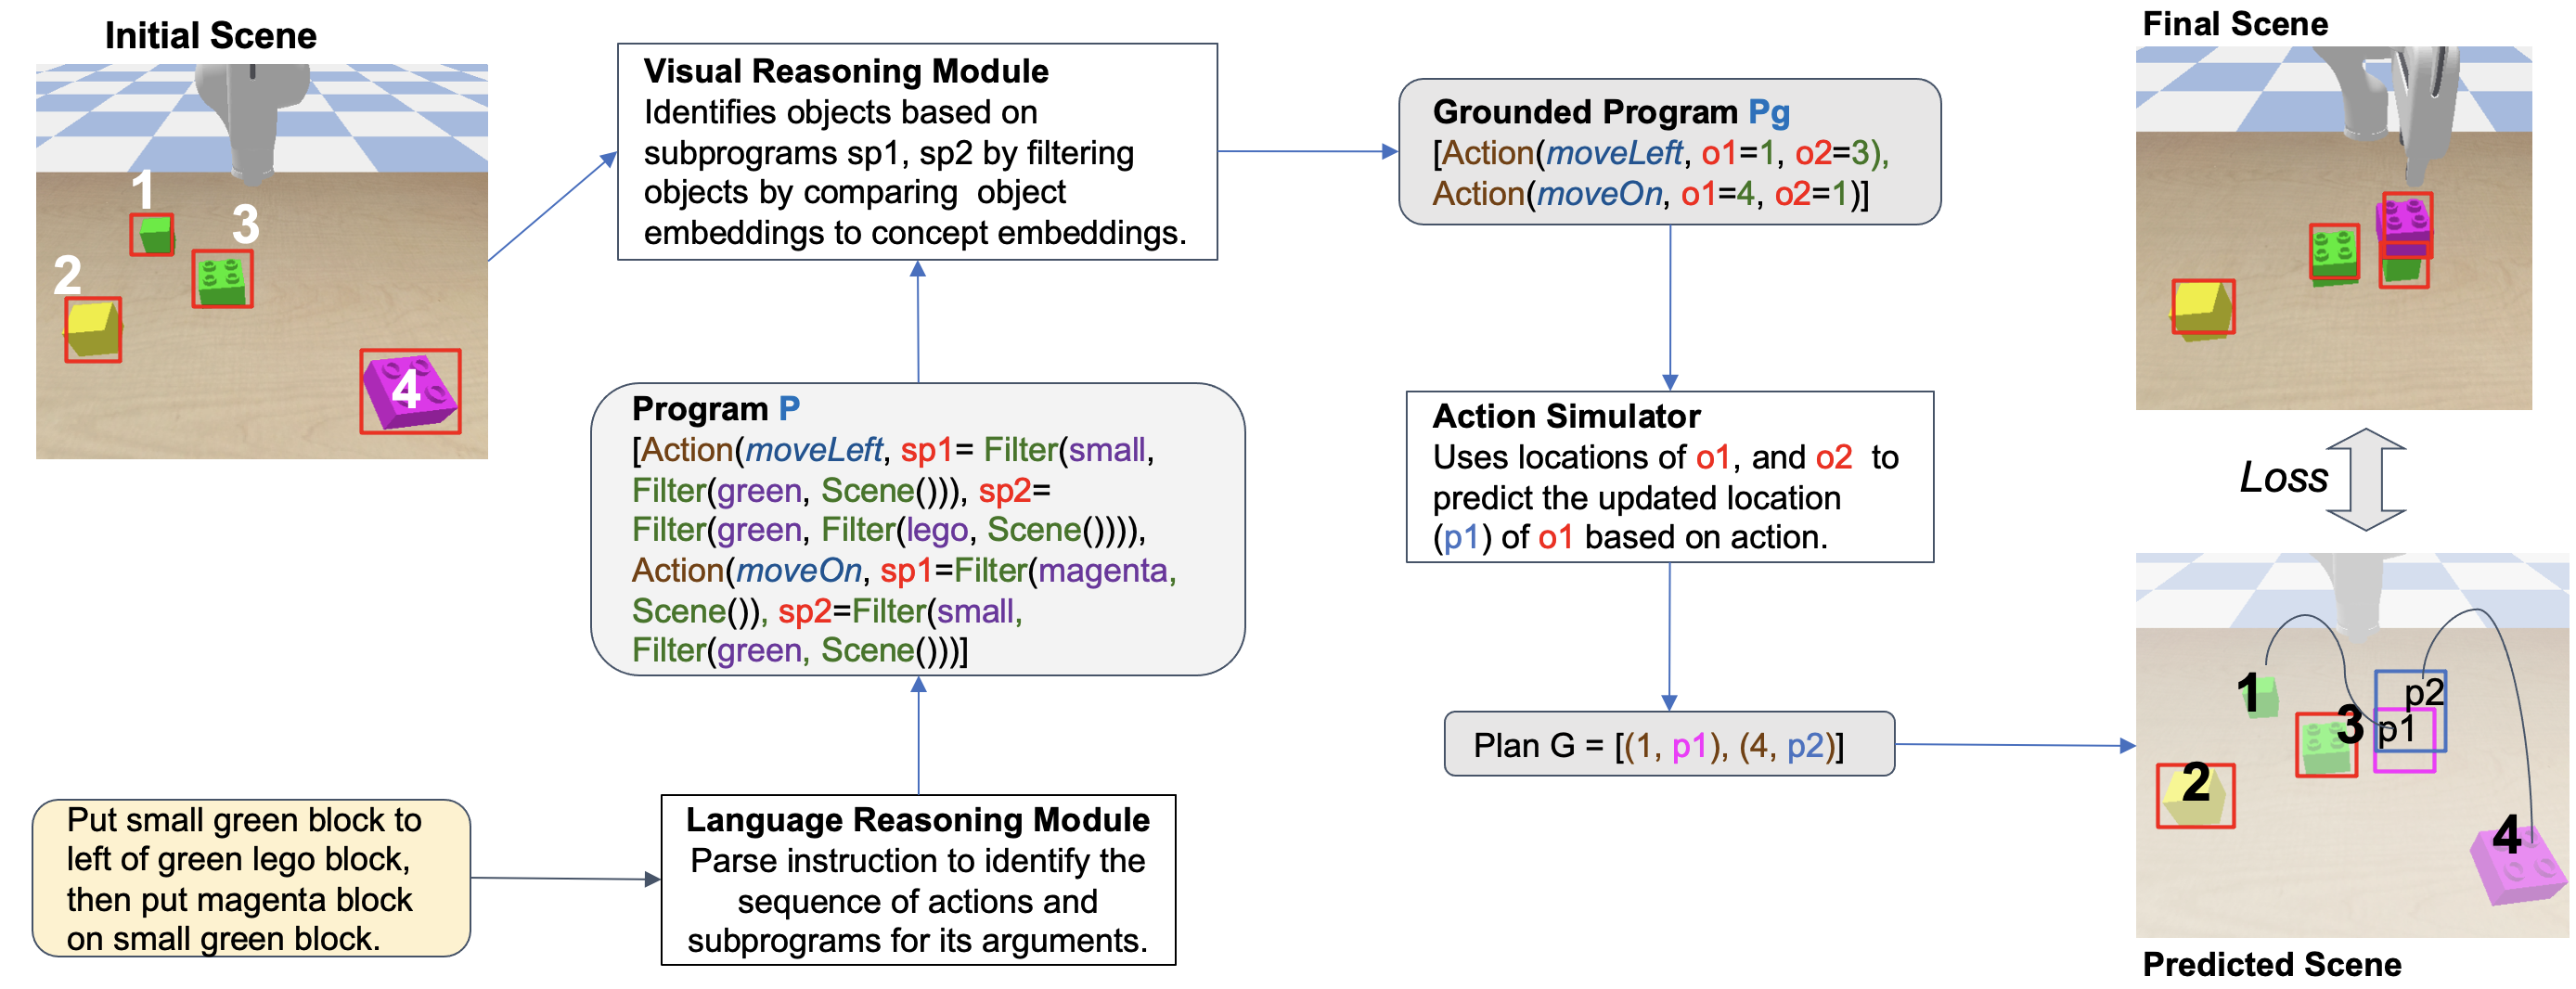 Initial Scene
1
2
3
4
Visual Reasoning Module
Identifies objects based on
subprograms sp1, sp2 by filtering
objects by comparing object
embeddings to concept embeddings.
Grounded Program Pg
[Action(moveLeft, o1=1, o2=3),
Action(moveOn, o1=4, o2=1)]
Final Scene
Program P
[Action(moveLeft, sp1= Filter(small,
Filter(green, Scene())), sp2=
Filter(green, Filter(lego, Scene()))),
Action(moveOn, sp1=Filter(magenta,
Scene()), sp2=Filter(small,
Filter(green, Scene()))]
Action Simulator
Uses locations of o1, and o2 to
predict the updated location
(p1) of o1 based on action.
Loss
Put small green block to
left of green lego block,
then put magenta block
on small green block.
Language Reasoning Module
Parse instruction to identify the
sequence of actions and
subprograms for its arguments.
Plan G = [(1, p1), (4, p2)]
1
2
3
p1
p2
4
Predicted Scene